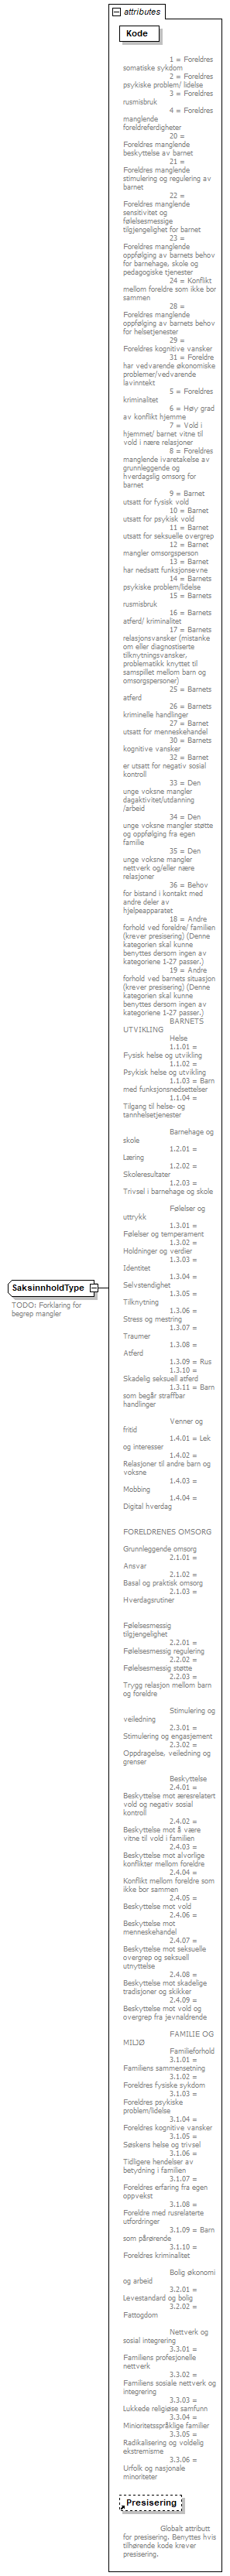 attributes
Kode
1 = Foreldres
somatiske sykdom
2 = Foreldres
psykiske problem/ lidelse
3 = Foreldres
rusmisbruk
4 = Foreldres
manglende
foreldreferdigheter
20 =
Foreldres manglende
beskyttelse av barnet
21 =
Foreldres manglende
stimulering og regulering av
barnet
22 =
Foreldres manglende
sensitivitet og
følelsesmessige
tilgjengelighet for barnet
23 =
Foreldres manglende
oppfølging av barnets behov
for barnehage, skole og
pedagogiske tjenester
24 = Konflikt
mellom foreldre som ikke bor
sammen
28 =
Foreldres manglende
oppfølging av barnets behov
for helsetjenester
29 =
Foreldres kognitive vansker
31 = Foreldre
har vedvarende økonomiske
problemer/vedvarende
lavinntekt
5 = Foreldres
kriminalitet
6 = Høy grad
av konflikt hjemme
7 = Vold i
hjemmet/ barnet vitne til
vold i nære relasjoner
8 = Foreldres
manglende ivaretakelse av
grunnleggende og
hverdagslig omsorg for
barnet
9 = Barnet
utsatt for fysisk vold
10 = Barnet
utsatt for psykisk vold
11 = Barnet
utsatt for seksuelle overgrep
12 = Barnet
mangler omsorgsperson
13 = Barnet
har nedsatt funksjonsevne
14 = Barnets
psykiske problem/lidelse
15 = Barnets
rusmisbruk
16 = Barnets
atferd/ kriminalitet
17 = Barnets
relasjonsvansker (mistanke
om eller diagnostiserte
tilknytningsvansker,
problematikk knyttet til
samspillet mellom barn og
omsorgspersoner)
25 = Barnets
atferd
26 = Barnets
kriminelle handlinger
27 = Barnet
utsatt for menneskehandel
30 = Barnets
kognitive vansker
32 = Barnet
er utsatt for negativ sosial
kontroll
33 = Den
unge voksne mangler
dagaktivitet/utdanning
/arbeid
34 = Den
unge voksne mangler støtte
og oppfølging fra egen
familie
35 = Den
unge voksne mangler
nettverk og/eller nære
relasjoner
36 = Behov
for bistand i kontakt med
andre deler av
hjelpeapparatet
18 = Andre
forhold ved foreldre/ familien
(krever presisering) (Denne
kategorien skal kunne
benyttes dersom ingen av
kategoriene 1-27 passer.)
19 = Andre
forhold ved barnets situasjon
(krever presisering) (Denne
kategorien skal kunne
benyttes dersom ingen av
kategoriene 1-27 passer.)
BARNETS
UTVIKLING
Helse
1.1.01 =
Fysisk helse og utvikling
1.1.02 =
Psykisk helse og utvikling
1.1.03 = Barn
med funksjonsnedsettelser
1.1.04 =
Tilgang til helse- og
tannhelsetjenester
Barnehage og
skole
1.2.01 =
Læring
1.2.02 =
Skoleresultater
1.2.03 =
Trivsel i barnehage og skole
Følelser og
uttrykk
1.3.01 =
Følelser og temperament
1.3.02 =
Holdninger og verdier
1.3.03 =
Identitet
1.3.04 =
Selvstendighet
1.3.05 =
Tilknytning
1.3.06 =
Stress og mestring
1.3.07 =
Traumer
1.3.08 =
Atferd
1.3.09 = Rus
1.3.10 =
Skadelig seksuell atferd
1.3.11 = Barn
som begår straffbar
handlinger
Venner og
fritid
1.4.01 = Lek
og interesser
1.4.02 =
Relasjoner til andre barn og
voksne
1.4.03 =
Mobbing
1.4.04 =
Digital hverdag
FORELDRENES OMSORG
Grunnleggende omsorg
2.1.01 =
Ansvar
2.1.02 =
Basal og praktisk omsorg
2.1.03 =
Hverdagsrutiner
Følelsesmessig
tilgjengelighet
2.2.01 =
Følelsesmessig regulering
2.2.02 =
Følelsesmessig støtte
2.2.03 =
Trygg relasjon mellom barn
og foreldre
Stimulering og
veiledning
2.3.01 =
Stimulering og engasjement
2.3.02 =
Oppdragelse, veiledning og
grenser
Beskyttelse
2.4.01 =
Beskyttelse mot æresrelatert
vold og negativ sosial
kontroll
2.4.02 =
Beskyttelse mot å være
vitne til vold i familien
2.4.03 =
Beskyttelse mot alvorlige
konflikter mellom foreldre
2.4.04 =
Konflikt mellom foreldre som
ikke bor sammen
2.4.05 =
Beskyttelse mot vold
2.4.06 =
Beskyttelse mot
menneskehandel
2.4.07 =
Beskyttelse mot seksuelle
overgrep og seksuell
utnyttelse
2.4.08 =
Beskyttelse mot skadelige
tradisjoner og skikker
2.4.09 =
Beskyttelse mot vold og
overgrep fra jevnaldrende
FAMILIE OG
MILJØ
Familieforhold
3.1.01 =
Familiens sammensetning
3.1.02 =
Foreldres fysiske sykdom
3.1.03 =
Foreldres psykiske
problem/lidelse
3.1.04 =
Foreldres kognitive vansker
3.1.05 =
Søskens helse og trivsel
3.1.06 =
Tidligere hendelser av
betydning i familien
3.1.07 =
Foreldres erfaring fra egen
oppvekst
3.1.08 =
Foreldre med rusrelaterte
utfordringer
3.1.09 = Barn
som pårørende
3.1.10 =
Foreldres kriminalitet
Bolig økonomi
og arbeid
3.2.01 =
Levestandard og bolig
3.2.02 =
Fattogdom
Nettverk og
sosial integrering
3.3.01 =
Familiens profesjonelle
nettverk
3.3.02 =
Familiens sosiale nettverk og
integrering
3.3.03 =
Lukkede religiøse samfunn
3.3.04 =
Minioritetsspråklige familier
3.3.05 =
Radikalisering og voldelig
ekstremisme
3.3.06 =
Urfolk og nasjonale
minoriteter
SaksinnholdType
TODO: Forklaring for
begrep mangler
Presisering
Globalt attributt
for presisering. Benyttes hvis
tilhørende kode krever
presisering.